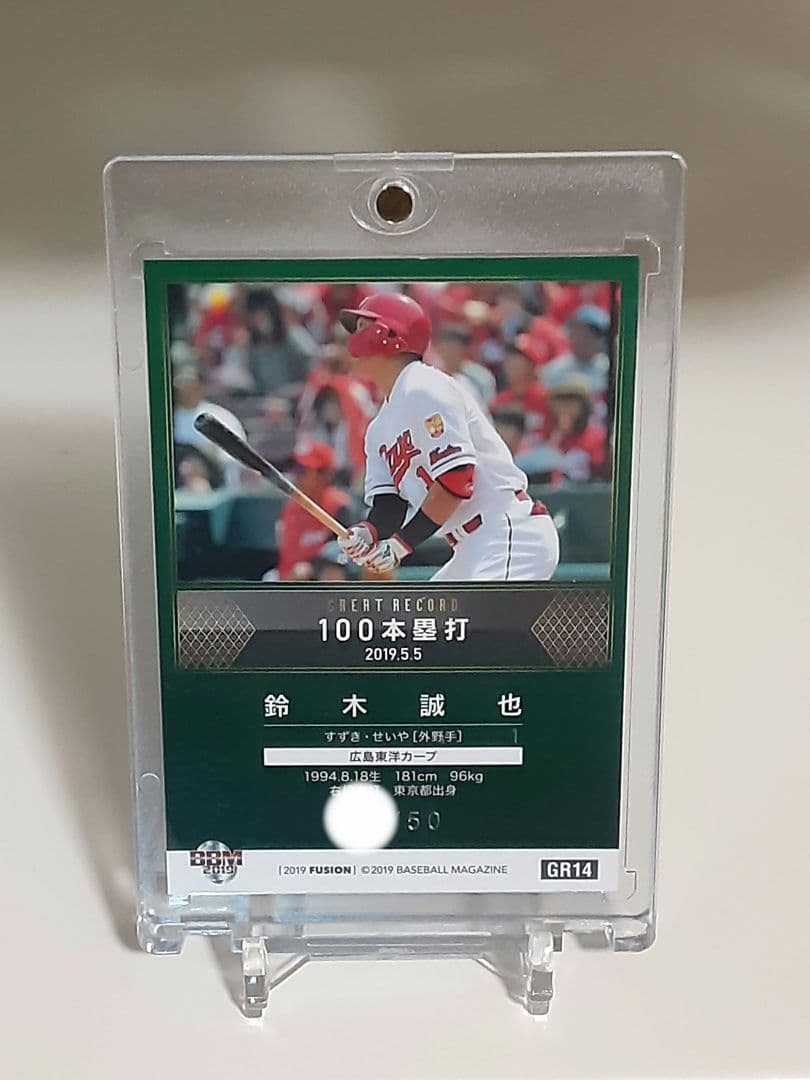 Carp
1
GREAT RECORD
100本塁打
2019.5.5
鈴木誠也
すずき・せいや[外野手] 1
広島東洋カープ
1994.8.18生 181cm 96kg
東京都出身
/50
BBM 2019
[2019 FUSION] ©2019 BASEBALL MAGAZINE
GR14